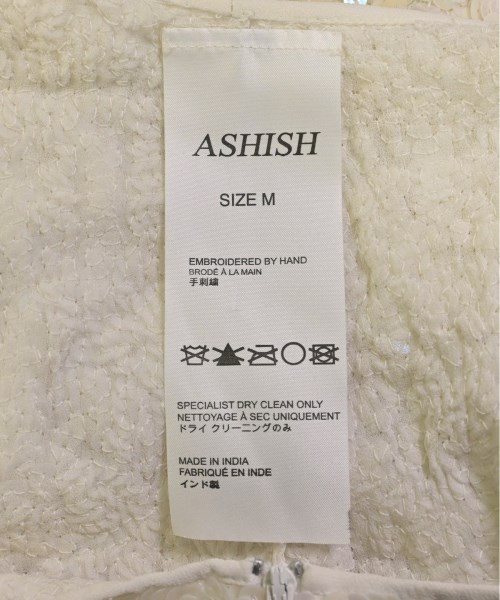 ASHISH
SIZE M
EMBROIDERED BY HAND
BRODÉ À LA MAIN
手刺繍
SPECIALIST DRY CLEAN ONLY
NETTOYAGE À SEC UNIQUEMENT
ドライ クリーニングのみ
MADE IN INDIA
FABRIQUÉ EN INDE
インド製